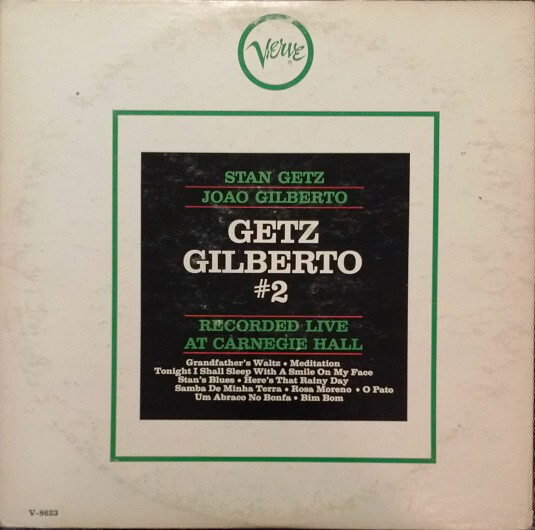 Verve
STAN GETZ
JOAO GILBERTO
GETZ
GILBERTO
#2
RECORDED LIVE
AT CARNEGIE HALL
Grandfather's Waltz • Meditation
Tonight I Shall Sleep With A Smile On My Face
Stan's Blues • Here's That Rainy Day
Samba De Minha Terra • Rosa Moreno • O Pato
Um Abraco No Bonfa • Bim Bom
V-8623